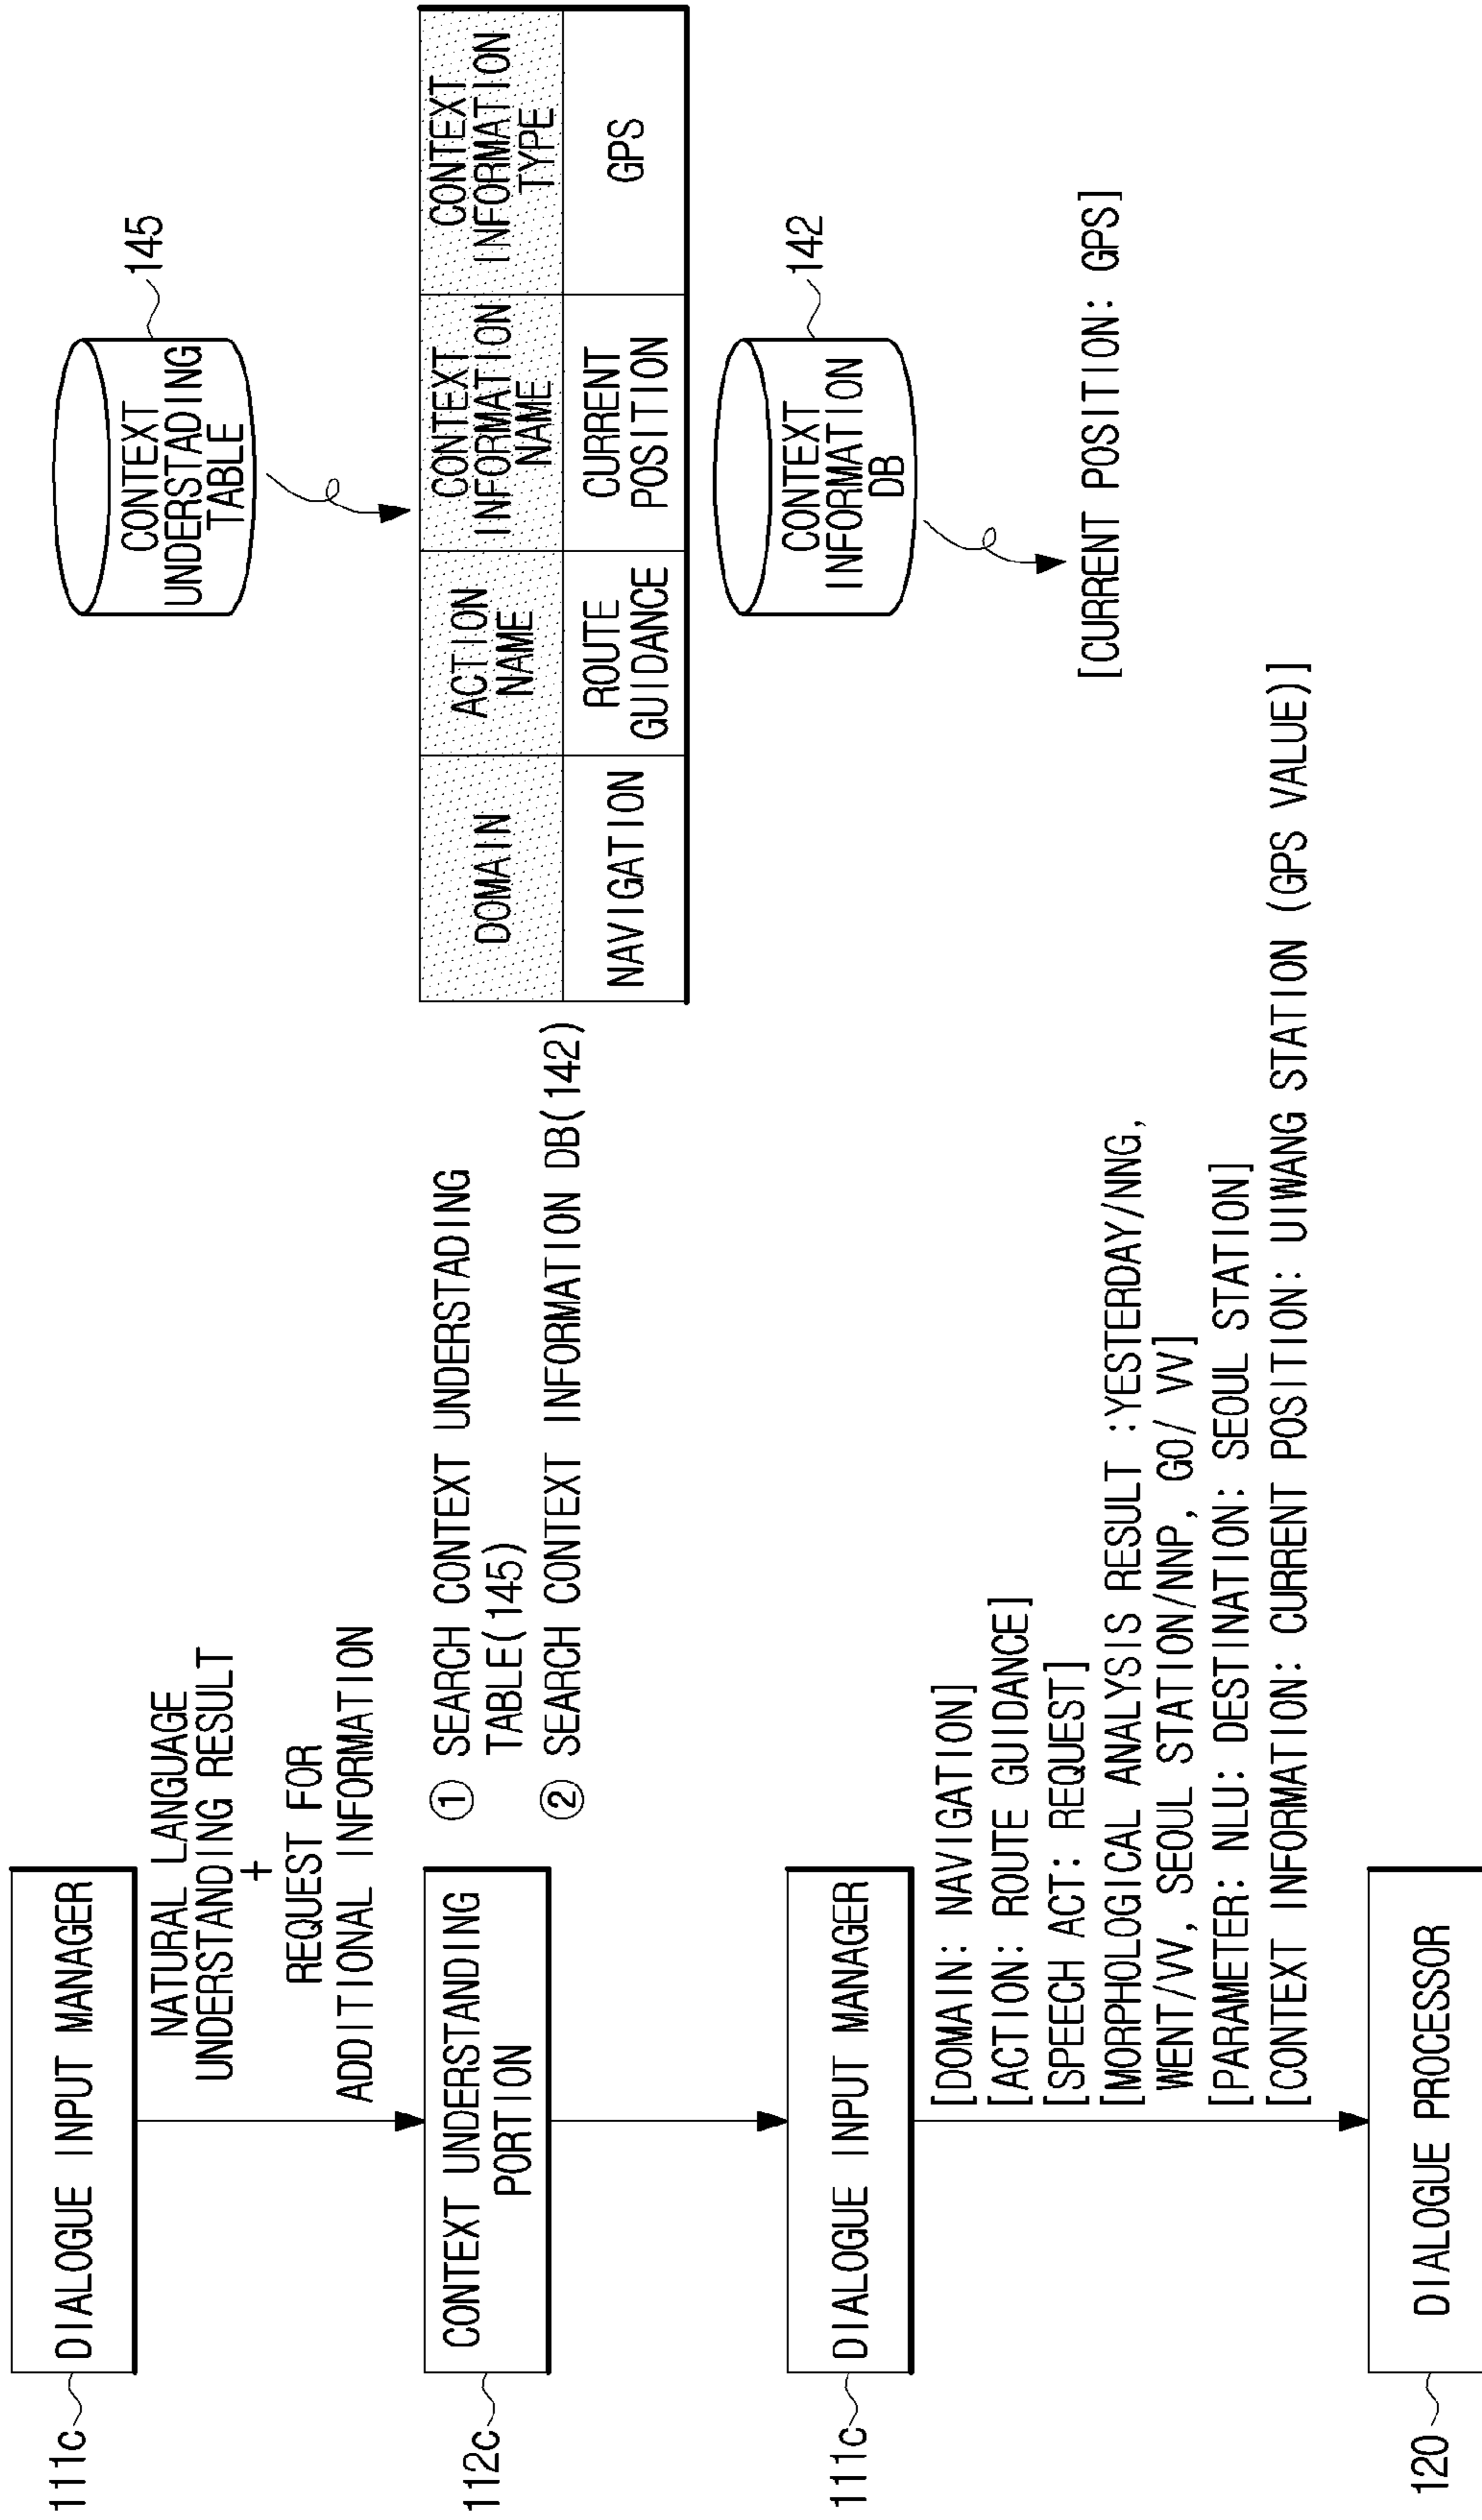 111c
DIALOGUE INPUT MANAGER
NATURAL LANGUAGE
UNDERSTANDING RESULT
+
REQUEST FOR
ADDITIONAL INFORMATION
112c
CONTEXT UNDERSTANDING
PORTION
① SEARCH CONTEXT UNDERSTADING
TABLE(145)
② SEARCH CONTEXT INFORMATION DB(142)
CONTEXT
UNDERSTADING
TABLE
145
DOMAIN
ACTION
NAME
CONTEXT
INFORMATION
NAME
CONTEXT
INFORMATION
TYPE
NAVIGATION
ROUTE
GUIDANCE
CURRENT
POSITION
GPS
CONTEXT
INFORMATION
DB
142
[CURRENT POSITION: GPS]
111c
DIALOGUE INPUT MANAGER
[DOMAIN: NAVIGATION]
[ACTION: ROUTE GUIDANCE]
[SPEECH ACT: REQUEST]
[MORPHOLOGICAL ANALYSIS RESULT :YESTERDAY/NNG,
WENT/VV, SEOUL STATION/NNP, GO/ VV]
[PARAMETER: NLU: DESTINATION: SEOUL STATION]
[CONTEXT INFORMATION: CURRENT POSITION: UIWANG STATION (GPS VALUE)]
120
DIALOGUE PROCESSOR